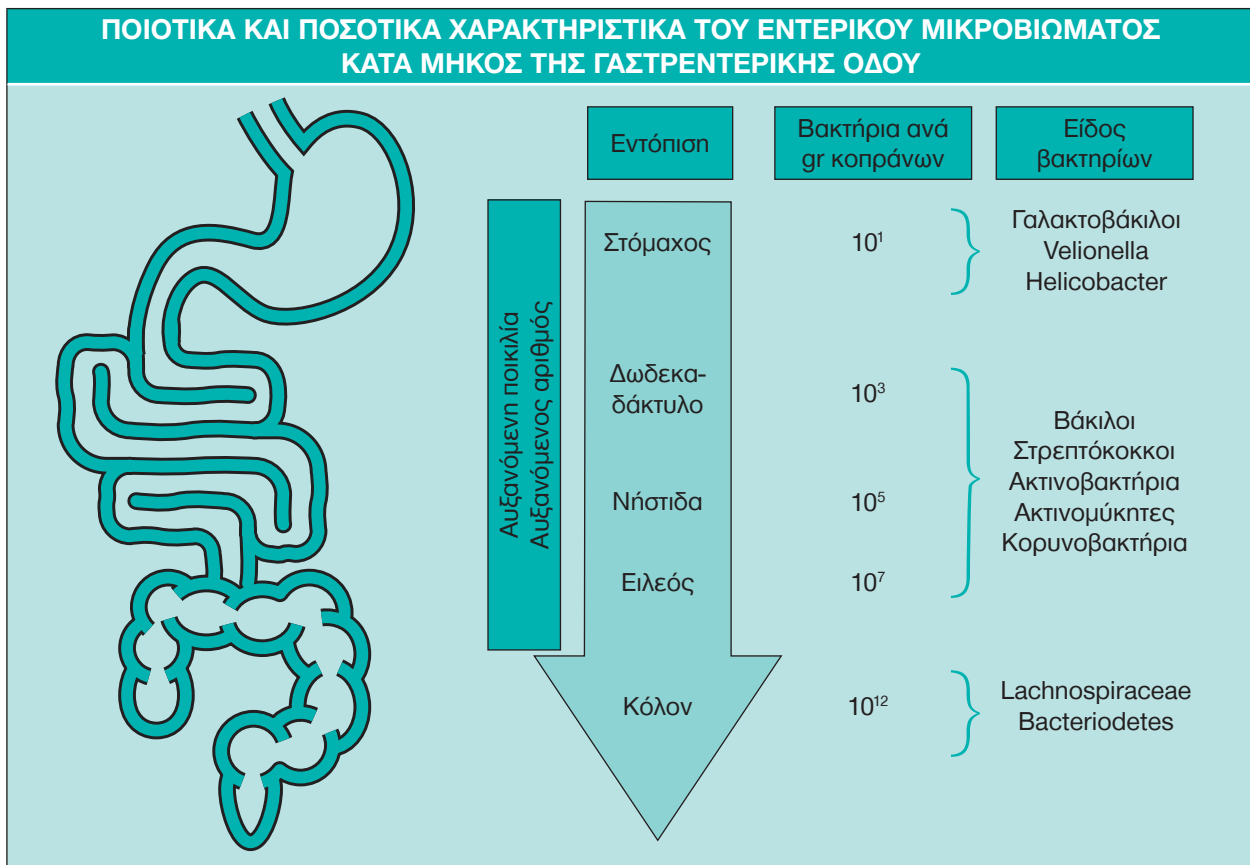 ΠΟΙΟΤΙΚΑ ΚΑΙ ΠΟΣΟΤΙΚΑ ΧΑΡΑΚΤΗΡΙΣΤΙΚΑ ΤΟΥ ΕΝΤΕΡΙΚΟΥ ΜΙΚΡΟΒΙΩΜΑΤΟΣ
ΚΑΤΑ ΜΗΚΟΣ ΤΗΣ ΓΑΣΤΡΕΝΤΕΡΙΚΗΣ ΟΔΟΥ
Εντόπιση
Βακτήρια ανά
gr κοπράνων
Είδος
βακτηρίων
Αυξανόμενη ποικιλία
Αυξανόμενος αριθμός
Στόμαχος
10¹
Γαλακτοβάκιλοι
Velionella
Helicobacter
Δωδεκα-
δάκτυλο
10³
Νήστιδα
10⁵
Ειλεός
10⁷
Βάκιλοι
Στρεπτόκοκκοι
Ακτινοβακτήρια
Ακτινομύκητες
Κορυνοβακτήρια
Κόλον
10¹²
Lachnospiraceae
Bacteriodetes